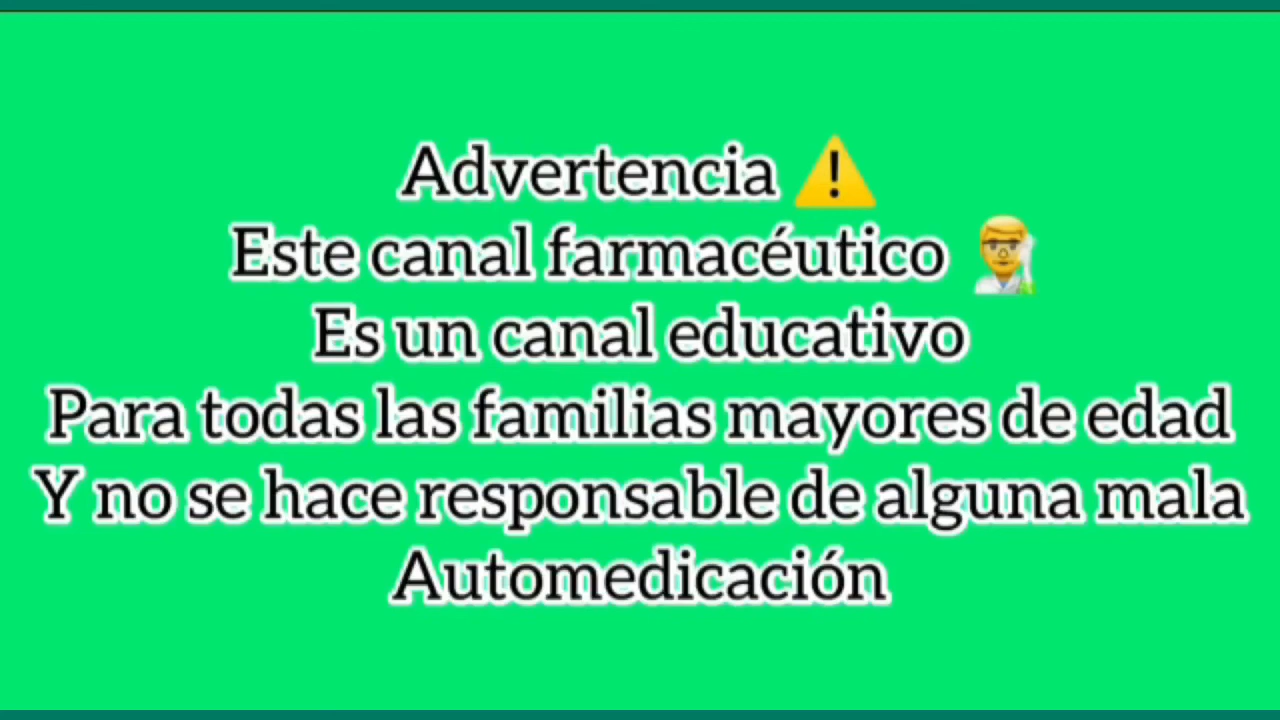 Advertencia ⚠️
Este canal farmacéutico 👨‍🔬
Es un canal educativo
Para todas las familias mayores de edad
Y no se hace responsable de alguna mala
Automedicación